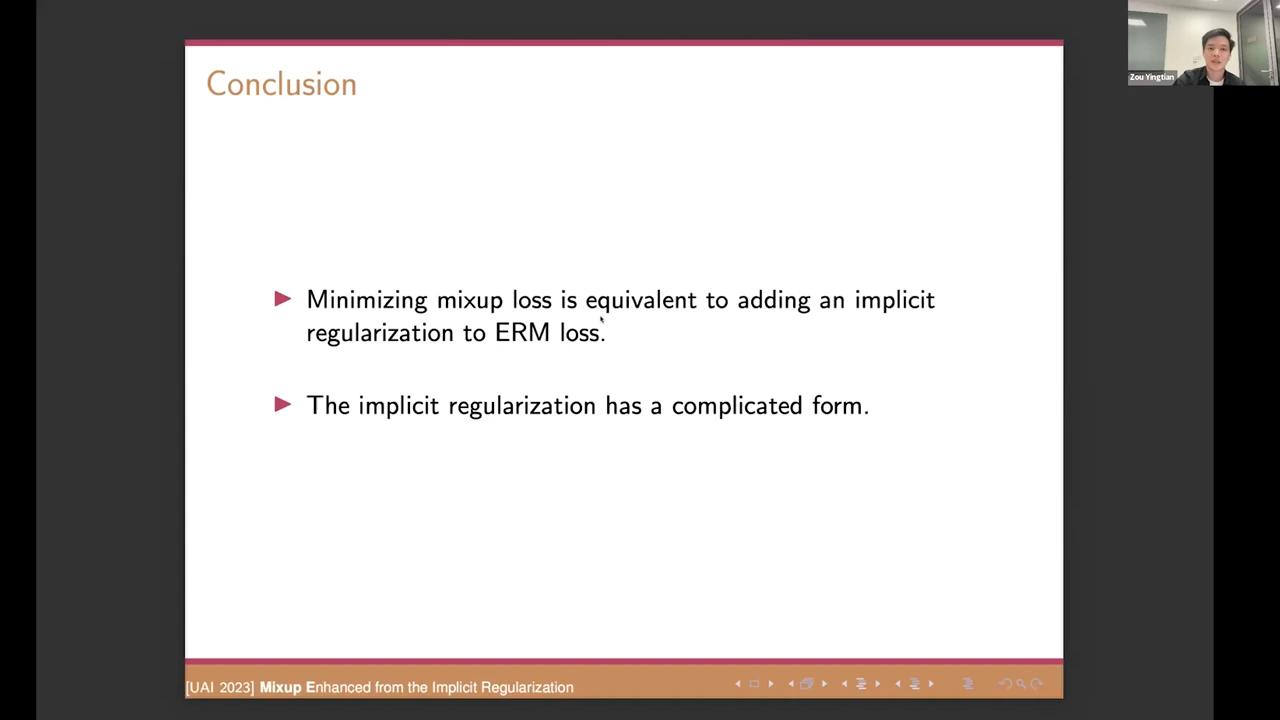 Zou Yingtian
Conclusion
Minimizing mixup loss is equivalent to adding an implicit
regularization to ERM loss.
The implicit regularization has a complicated form.
[UAI 2023] Mixup Enhanced from the Implicit Regularization